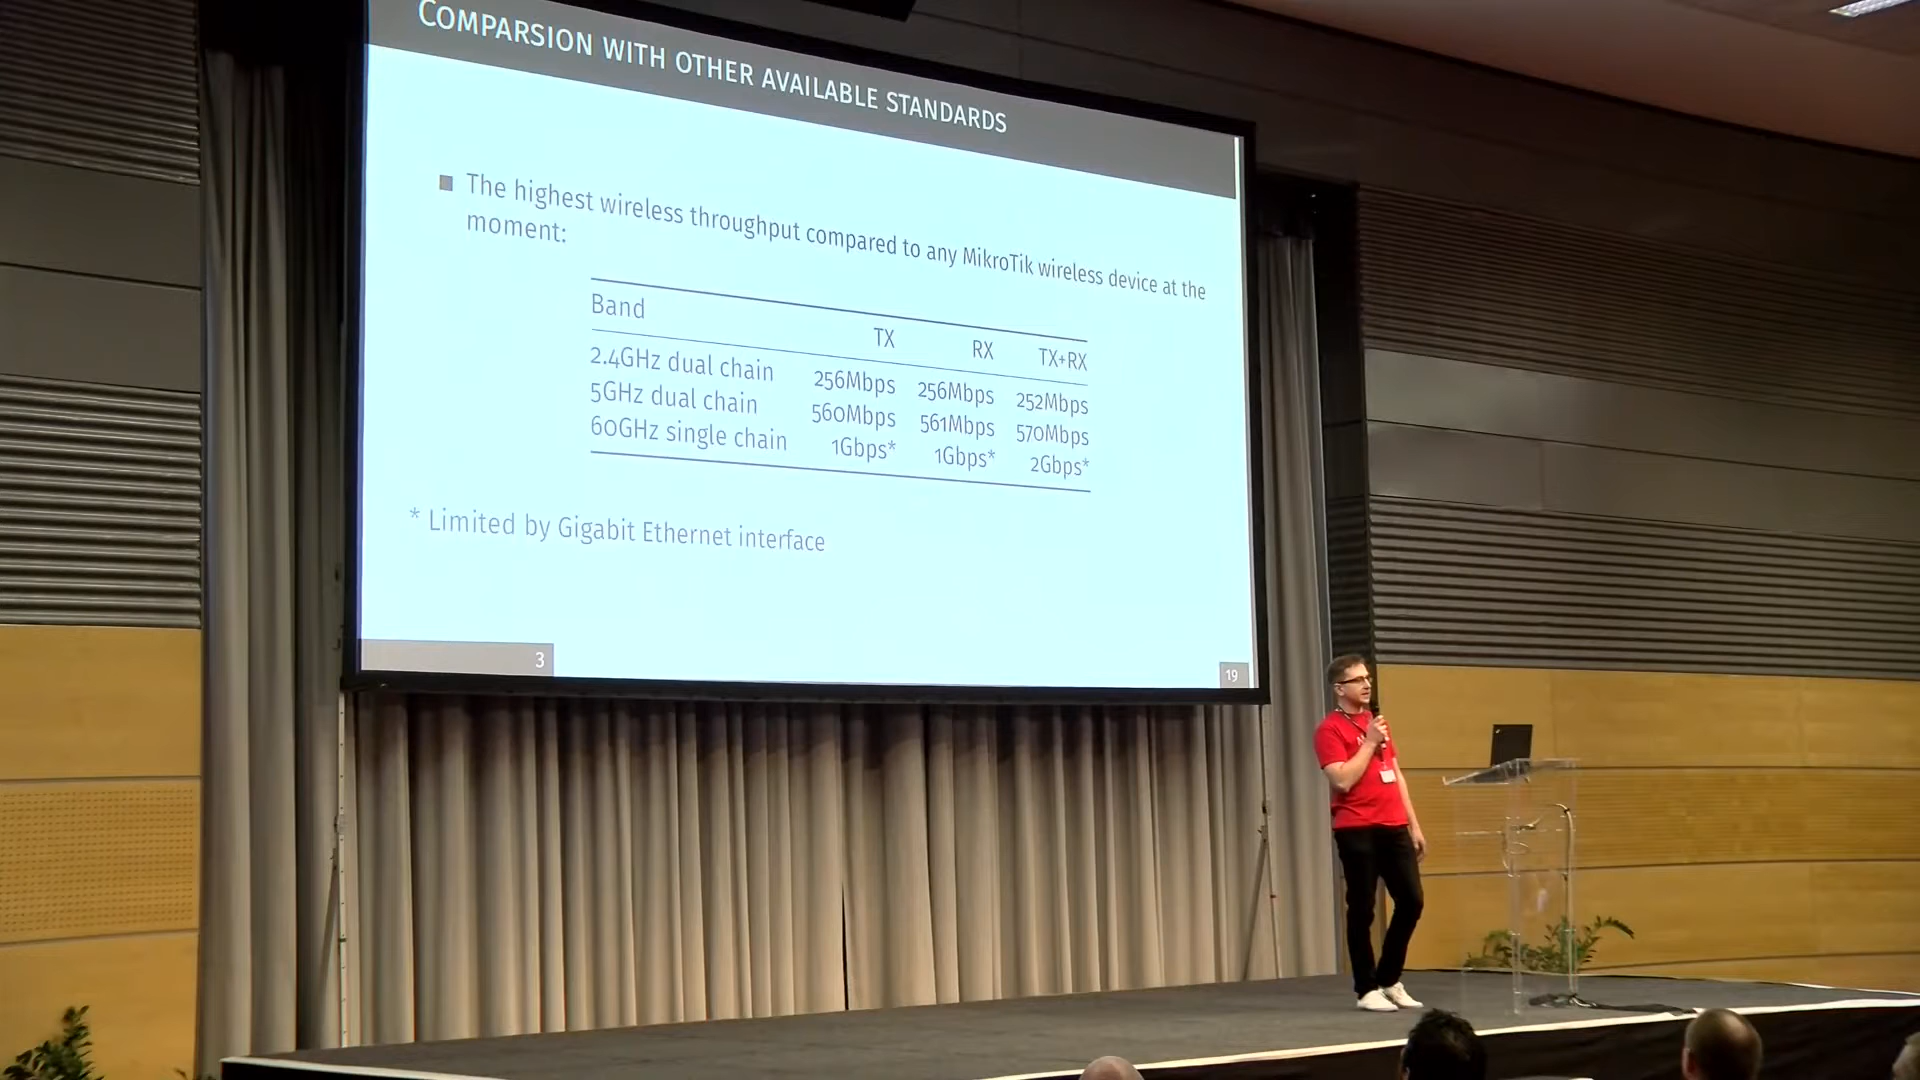 COMPARSION WITH OTHER AVAILABLE STANDARDS
■ The highest wireless throughput compared to any MikroTik wireless device at the
moment:
Band TX RX TX+RX
2.4GHz dual chain 256Mbps 256Mbps 252Mbps
5GHz dual chain 560Mbps 561Mbps 570Mbps
60GHz single chain 1Gbps* 1Gbps* 2Gbps*
* Limited by Gigabit Ethernet interface
3
19